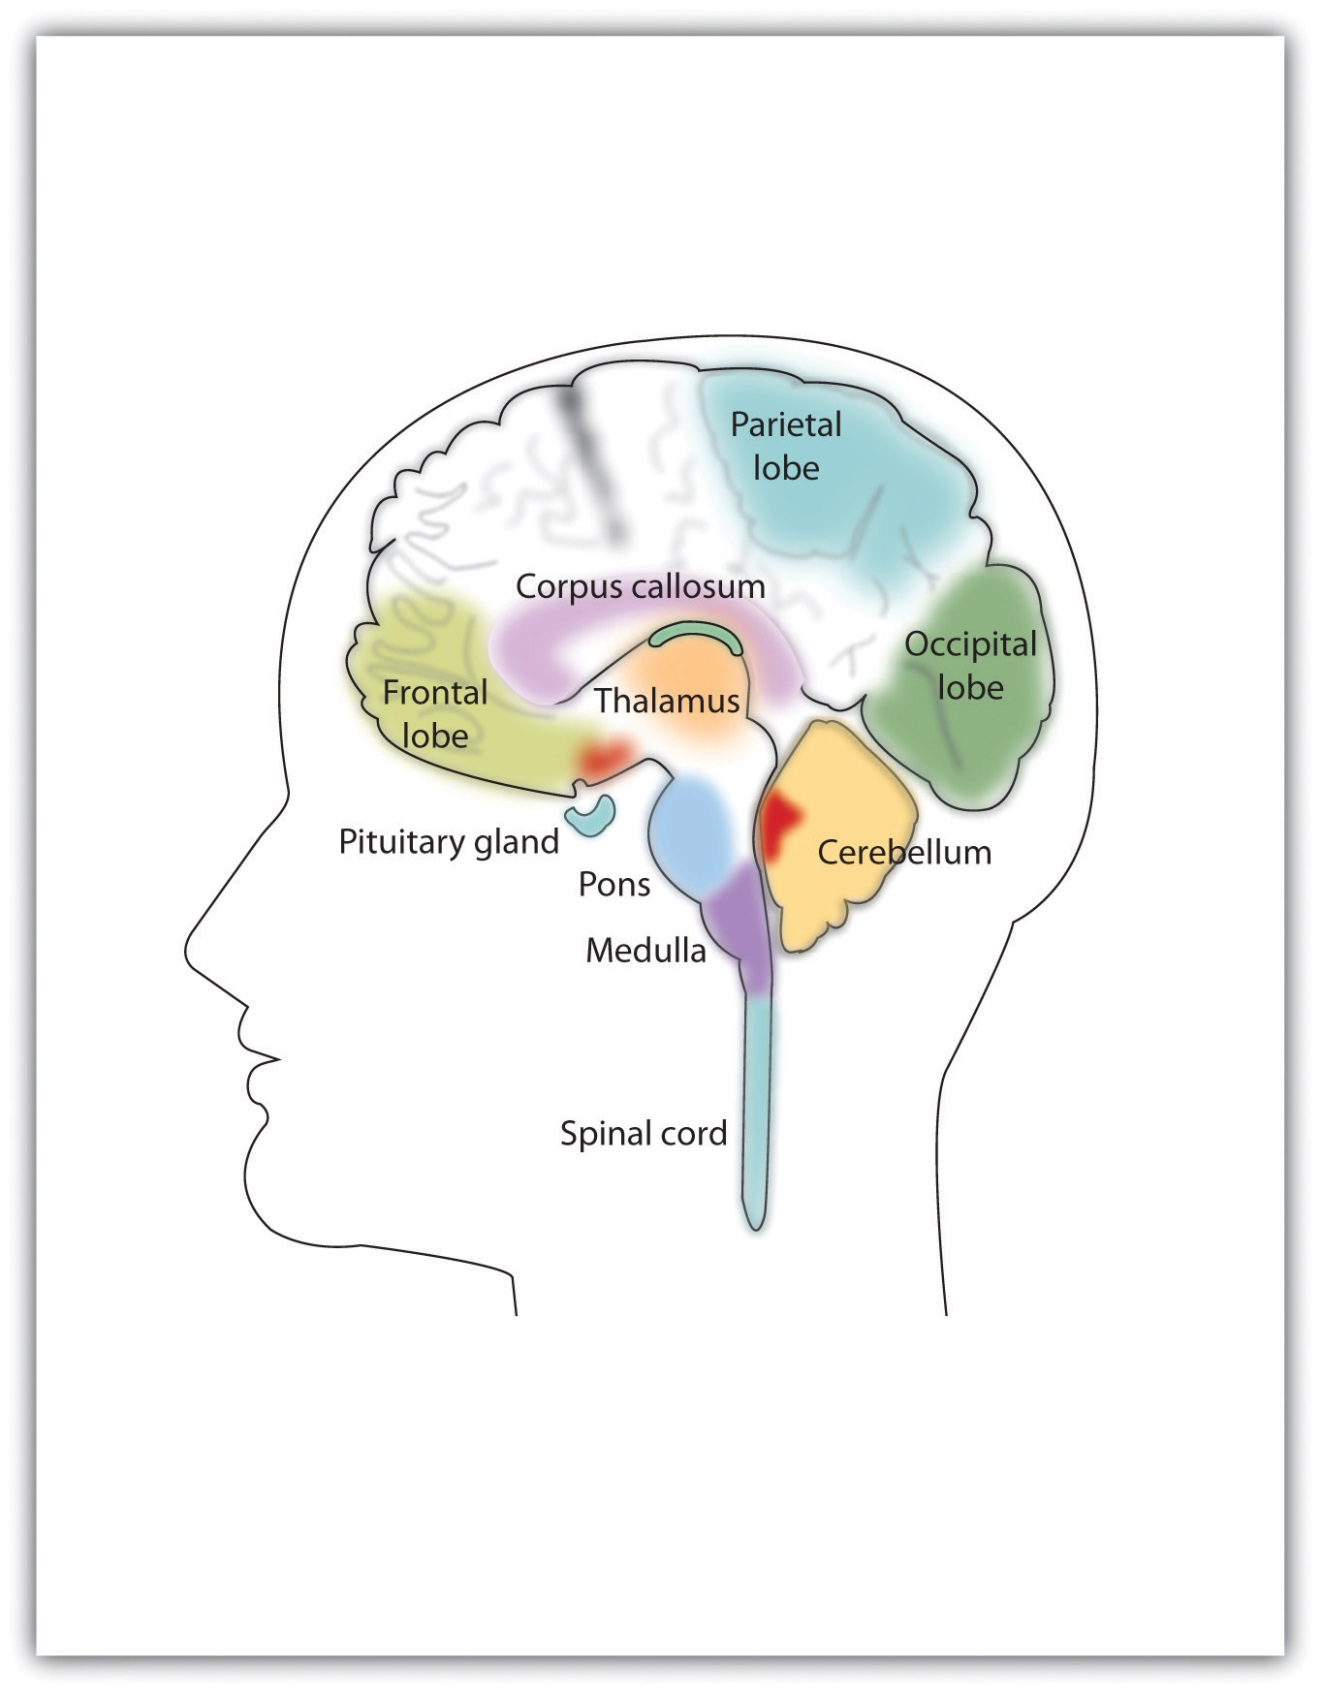 Parietal
lobe
Corpus callosum
Occipital
lobe
Frontal
lobe
Thalamus
Pituitary gland
Cerebellum
Pons
Medulla
Spinal cord